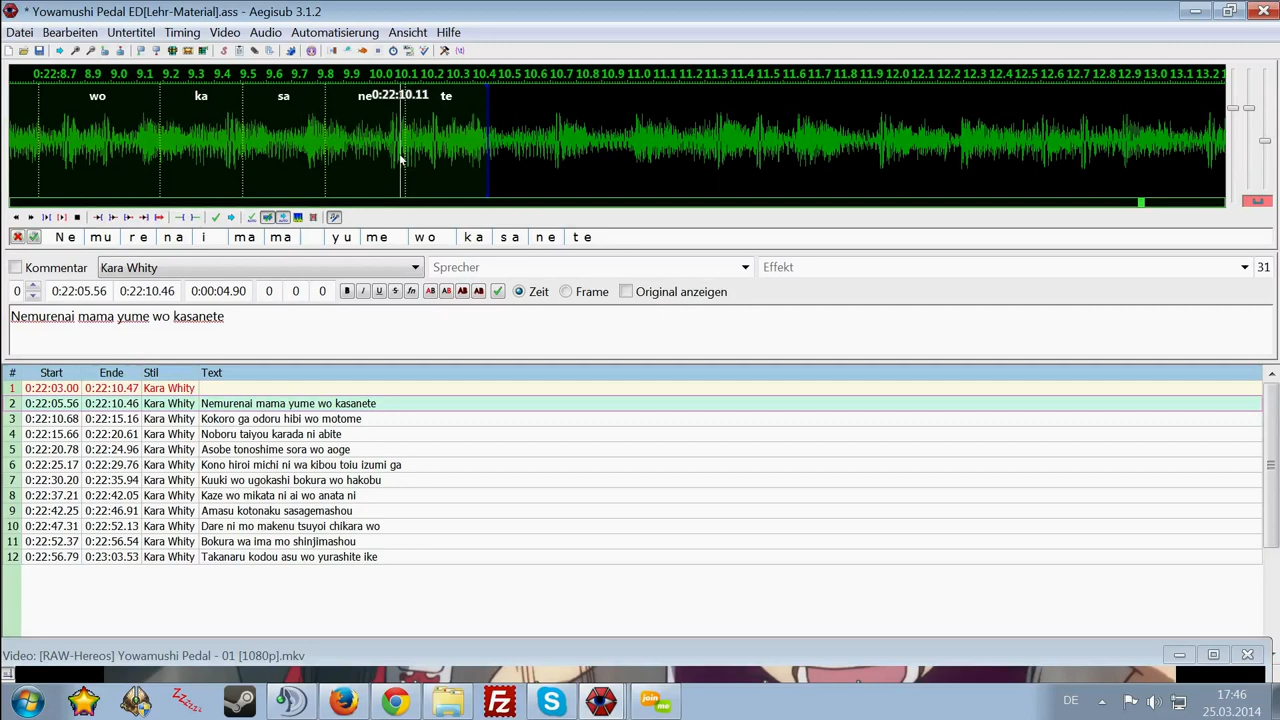 * Yowamushi Pedal ED[Lehr-Material].ass - Aegisub 3.1.2
Datei Bearbeiten Untertitel Timing Video Audio Automatisierung Ansicht Hilfe
0:22:8.7 8.9 9.0 9.1 9.2 9.4 9.5 9.6 9.8 9.9 10.0 10.1 10.2 10.3 10.4 10.5 10.6 10.7 10.8 11.0 11.1 11.2 11.3 11.4 11.5 11.6 11.7 11.8 12.0 12.1 12.2 12.3 12.4 12.5 12.6 12.7 12.8 12.9 13.0 13.1 13.2
wo ka sa ne 0:22:10.11 te
Ne mu re na i ma ma yu me wo ka sa ne te
Kommentar Kara Whity Sprecher Effekt 31
0 0:22:05.56 0:22:10.46 0:00:04.90 0 0 0 B I U S fn AB AB AB AB Zeit Frame Original anzeigen
Nemurenai mama yume wo kasanete
# Start Ende Stil Text
1 0:22:03.00 0:22:10.47 Kara Whity
2 0:22:05.56 0:22:10.46 Kara Whity Nemurenai mama yume wo kasanete
3 0:22:10.68 0:22:15.16 Kara Whity Kokoro ga odoru hibi wo motome
4 0:22:15.66 0:22:20.61 Kara Whity Noboru taiyou karada ni abite
5 0:22:20.78 0:22:24.96 Kara Whity Asobe tonoshime sora wo aoge
6 0:22:25.17 0:22:29.76 Kara Whity Kono hiroi michi ni wa kibou toiu izumi ga
7 0:22:30.20 0:22:35.94 Kara Whity Kuuki wo ugokashi bokura wo hakobu
8 0:22:37.21 0:22:42.05 Kara Whity Kaze wo mikata ni ai wo anata ni
9 0:22:42.25 0:22:46.91 Kara Whity Amasu kotonaku sasagemashou
10 0:22:47.31 0:22:52.13 Kara Whity Dare ni mo makenu tsuyoi chikara wo
11 0:22:52.37 0:22:56.54 Kara Whity Bokura wa ima mo shinjimashou
12 0:22:56.79 0:23:03.53 Kara Whity Takanaru kodou asu wo yurashite ike
Video: [RAW-Hereos] Yowamushi Pedal - 01 [1080p].mkv
join me
DE
17:46
25.03.2014